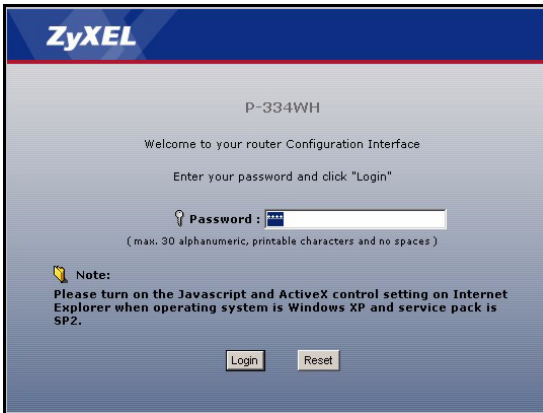 ZyXEL
P-334WH
Welcome to your router Configuration Interface
Enter your password and click "Login"
Password : ****
( max. 30 alphanumeric, printable characters and no spaces )
Note:
Please turn on the Javascript and ActiveX control setting on Internet
Explorer when operating system is Windows XP and service pack is
SP2.
Login Reset